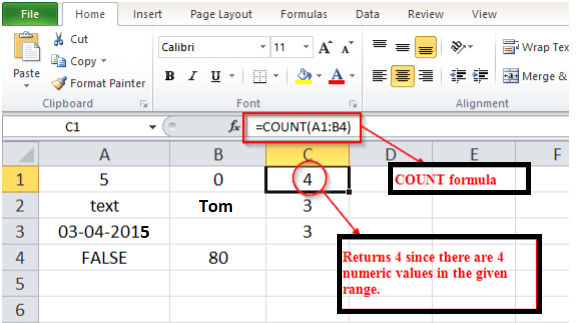 File Home Insert Page Layout Formulas Data Review View
Cut
Copy
Format Painter
Paste
Clipboard
Calibri 11 A A
B I U A
Font
Wrap Tex
Merge &
Alignment
C1 fx =COUNT(A1:B4)
A B C D E F
1 5 0 4
COUNT formula
2 text Tom 3
3 03-04-2015 3
4 FALSE 80
Returns 4 since there are 4
numeric values in the given
range.
5
6